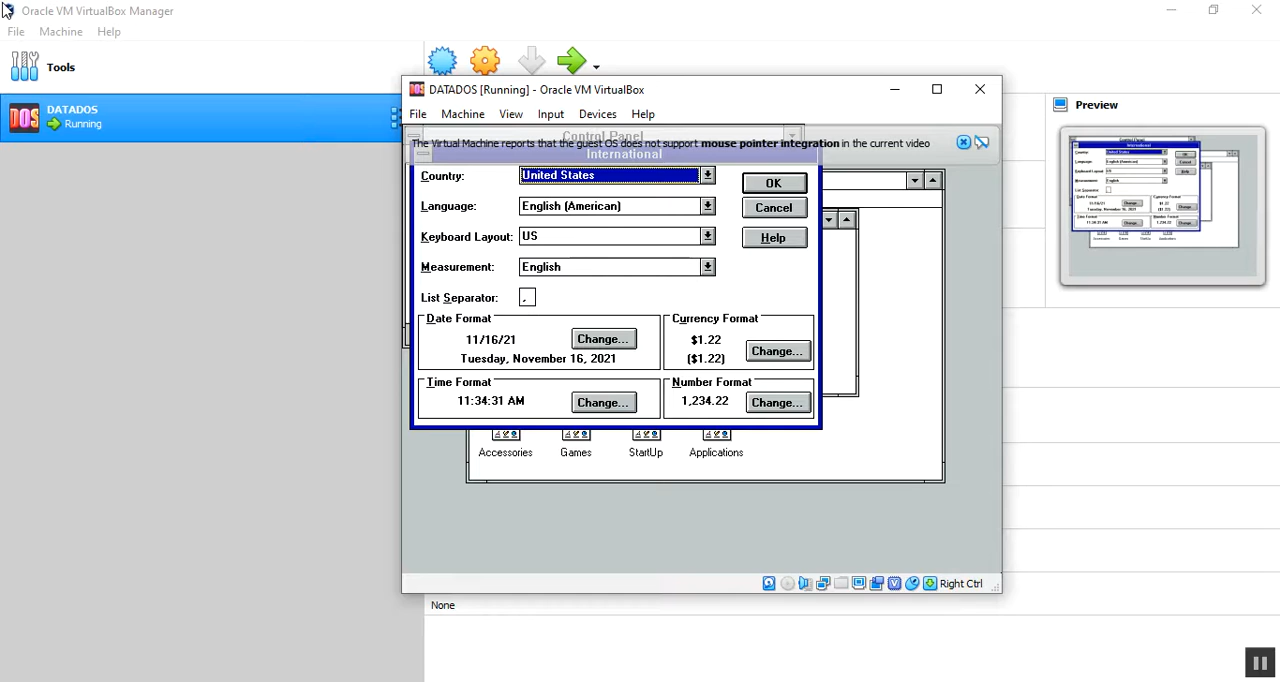 Oracle VM VirtualBox Manager
File Machine Help
Tools
DATADOS
Running
DOS
DATADOS [Running] - Oracle VM VirtualBox
File Machine View Input Devices Help
Control Panel
The Virtual Machine reports that the guest OS does not support mouse pointer integration in the current video
International
Country: United States
Language: English (American)
Keyboard Layout: US
Measurement: English
List Separator: ,
OK
Cancel
Help
Date Format
11/16/21
Change...
Tuesday, November 16, 2021
Currency Format
$1.22
($1.22)
Change...
Time Format
11:34:31 AM
Change...
Number Format
1,234.22
Change...
Accessories Games StartUp Applications
Right Ctrl
None
Preview